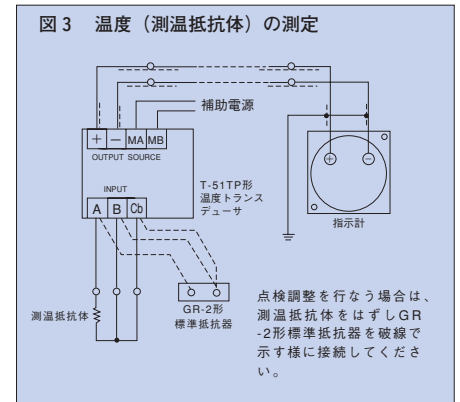 図3 温度（測温抵抗体）の測定
補助電源
+ − MA MB
OUTPUT SOURCE
T-51TP形
温度トランス
デューサ
INPUT
A B Cb
+ −
指示計
測温抵抗体
GR-2形
標準抵抗器
点検調整を行なう場合は、
測温抵抗体をはずしGR
-2形標準抵抗器を破線で
示す様に接続してくださ
い。